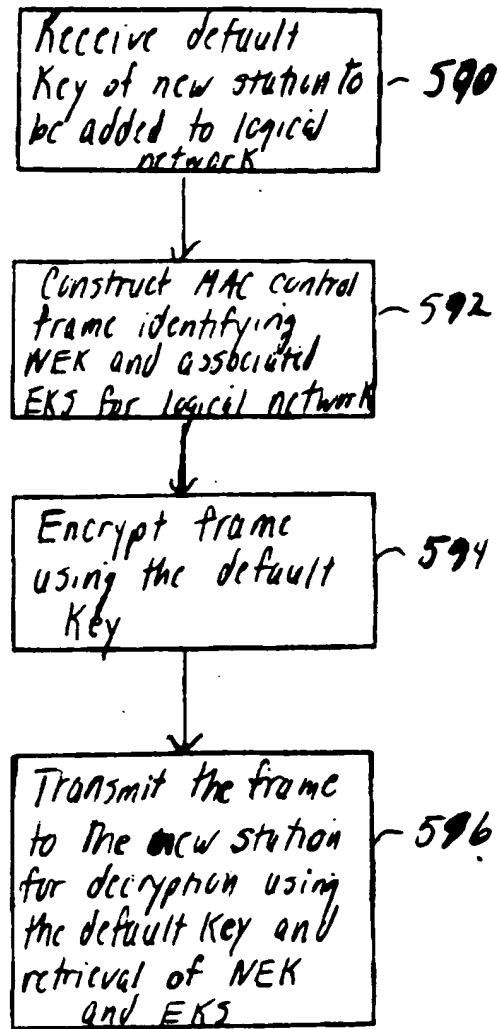 Receive default
Key of new station to
be added to logical
network
590
Construct MAC control
frame identifying
NEK and associated
EKS for logical network
592
Encrypt frame
using the default
Key
594
Transmit the frame
to the new station
for decryption using
the default Key and
retrieval of NEK
and EKS
596